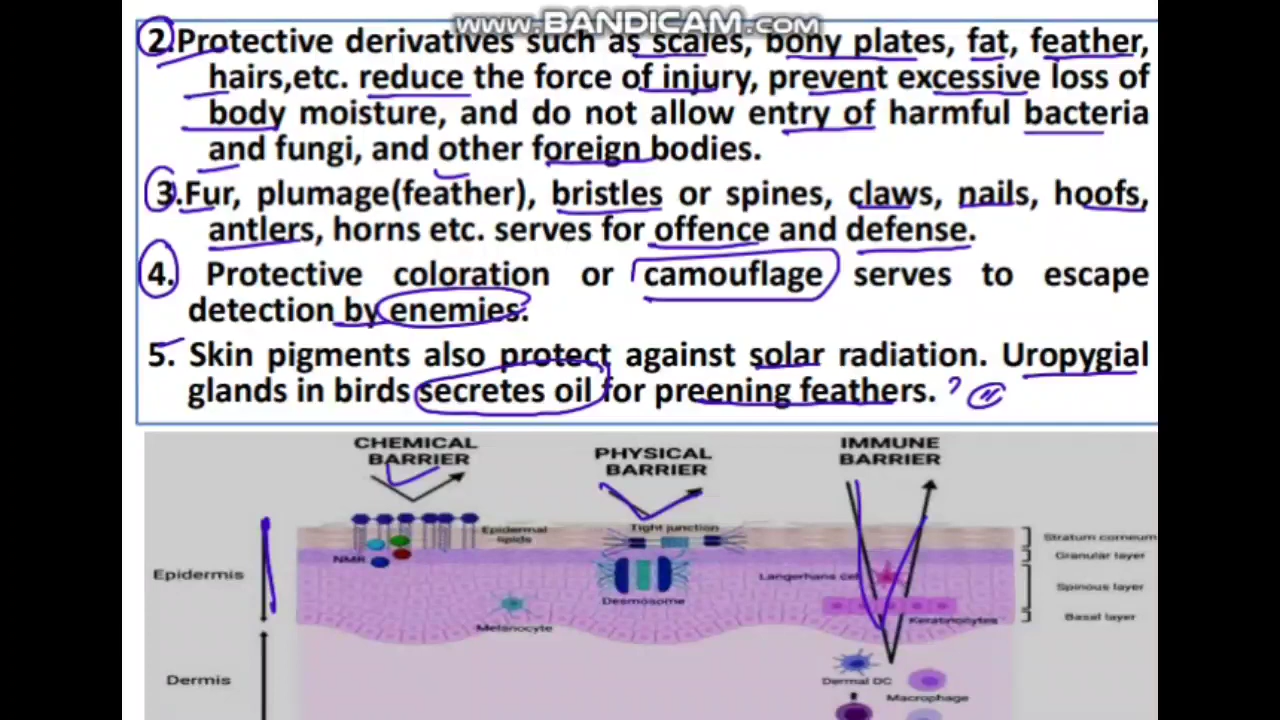 www.BANDICAM.com
2.Protective derivatives such as scales, bony plates, fat, feather,
hairs,etc. reduce the force of injury, prevent excessive loss of
body moisture, and do not allow entry of harmful bacteria
and fungi, and other foreign bodies.
3.Fur, plumage(feather), bristles or spines, claws, nails, hoofs,
antlers, horns etc. serves for offence and defense.
4. Protective coloration or camouflage serves to escape
detection by enemies.
5. Skin pigments also protect against solar radiation. Uropygial
glands in birds secretes oil for preening feathers.
CHEMICAL
BARRIER
PHYSICAL
BARRIER
IMMUNE
BARRIER
Epidermal
lipids
Tight junction
Stratum corneum
NMR
Granular layer
Epidermis
Langerhans cel
Spinous layer
Desmosome
Melanocyte
Keratinolytes
Basal layer
Dermis
Dermal DC
Macrophage